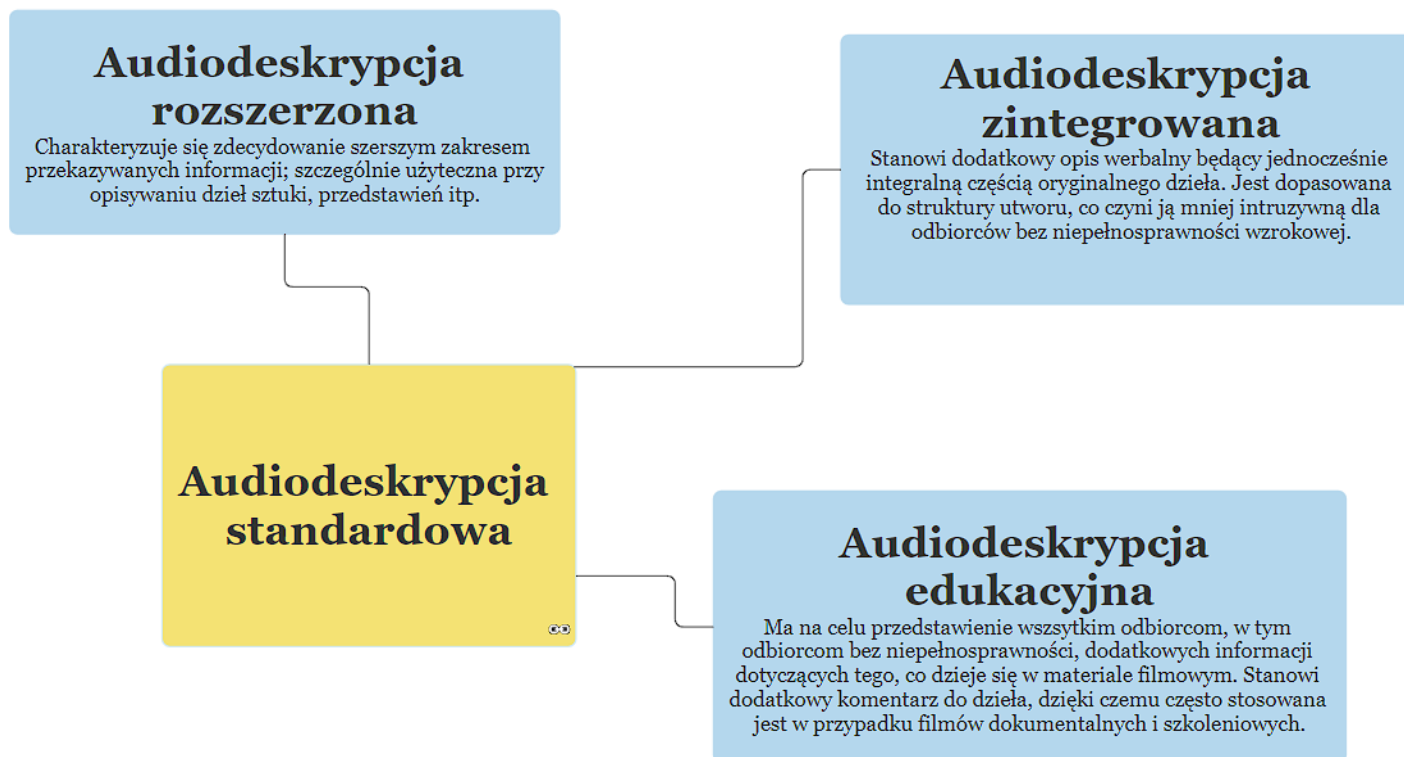 Audiodeskrypcja
rozszerzona
Charakteryzuje się zdecydowanie szerszym zakresem
przekazywanych informacji; szczególnie użyteczna przy
opisywaniu dzieł sztuki, przedstawień itp.
Audiodeskrypcja
zintegrowana
Stanowi dodatkowy opis werbalny będący jednocześnie
integralną częścią oryginalnego dzieła. Jest dopasowana
do struktury utworu, co czyni ją mniej intruzywną dla
odbiorców bez niepełnosprawności wzrokowej.
Audiodeskrypcja
standardowa
Audiodeskrypcja
edukacyjna
Ma na celu przedstawienie wszsytkim odbiorcom, w tym
odbiorcom bez niepełnosprawności, dodatkowych informacji
dotyczących tego, co dzieje się w materiale filmowym. Stanowi
dodatkowy komentarz do dzieła, dzięki czemu często stosowana
jest w przypadku filmów dokumentalnych i szkoleniowych.